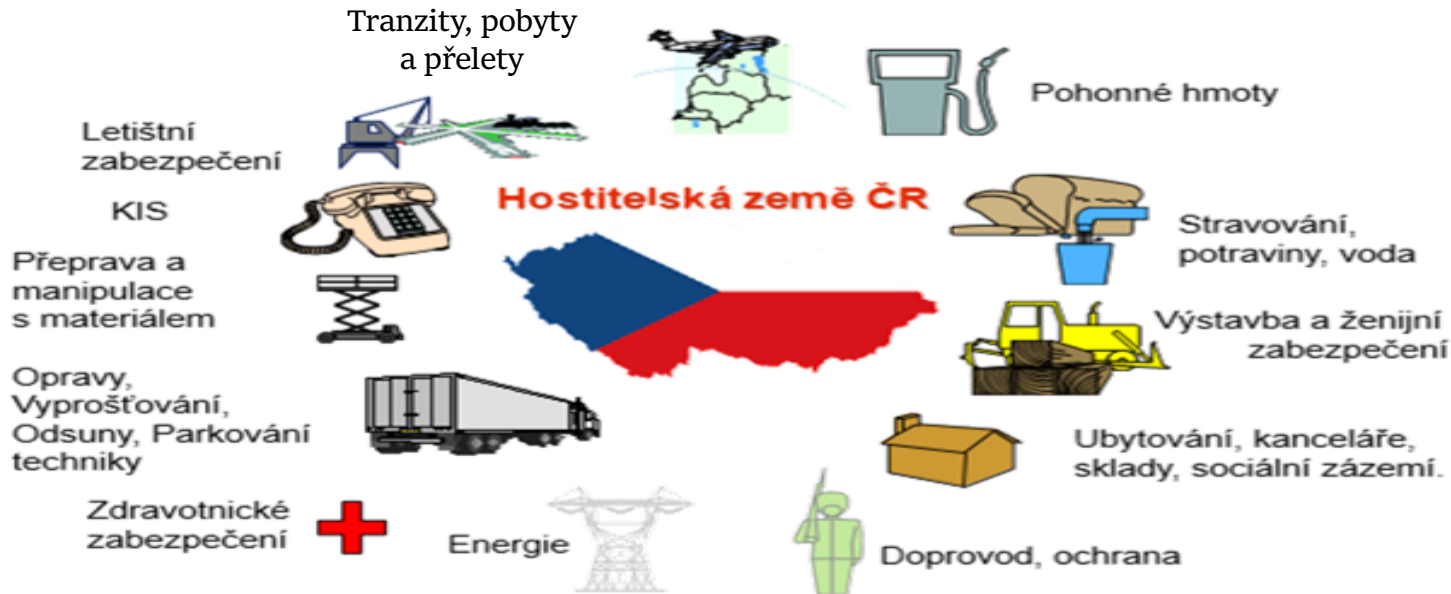 Tranzity, pobyty
a přelety
Pohonné hmoty
Letištní
zabezpečení
Hostitelská země ČR
KIS
Stravování,
potraviny, voda
Přeprava a
manipulace
s materiálem
Výstavba a ženijní
zabezpečení
Opravy,
Vyprošťování,
Odsuny, Parkování
techniky
Ubytování, kanceláře,
sklady, sociální zázemí.
Zdravotnické
zabezpečení
Energie
Doprovod, ochrana